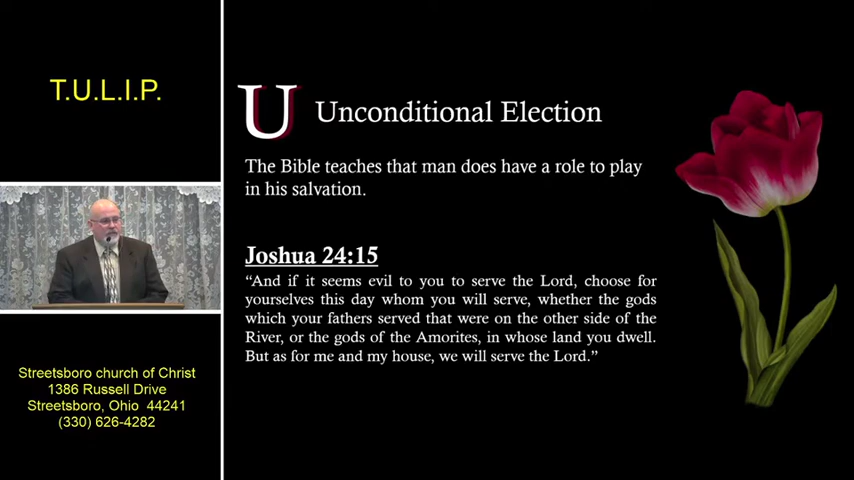 T.U.L.I.P.
U Unconditional Election
The Bible teaches that man does have a role to play
in his salvation.
Joshua 24:15
“And if it seems evil to you to serve the Lord, choose for
yourselves this day whom you will serve, whether the gods
which your fathers served that were on the other side of the
River, or the gods of the Amorites, in whose land you dwell.
But as for me and my house, we will serve the Lord.”
Streetsboro church of Christ
1386 Russell Drive
Streetsboro, Ohio 44241
(330) 626-4282